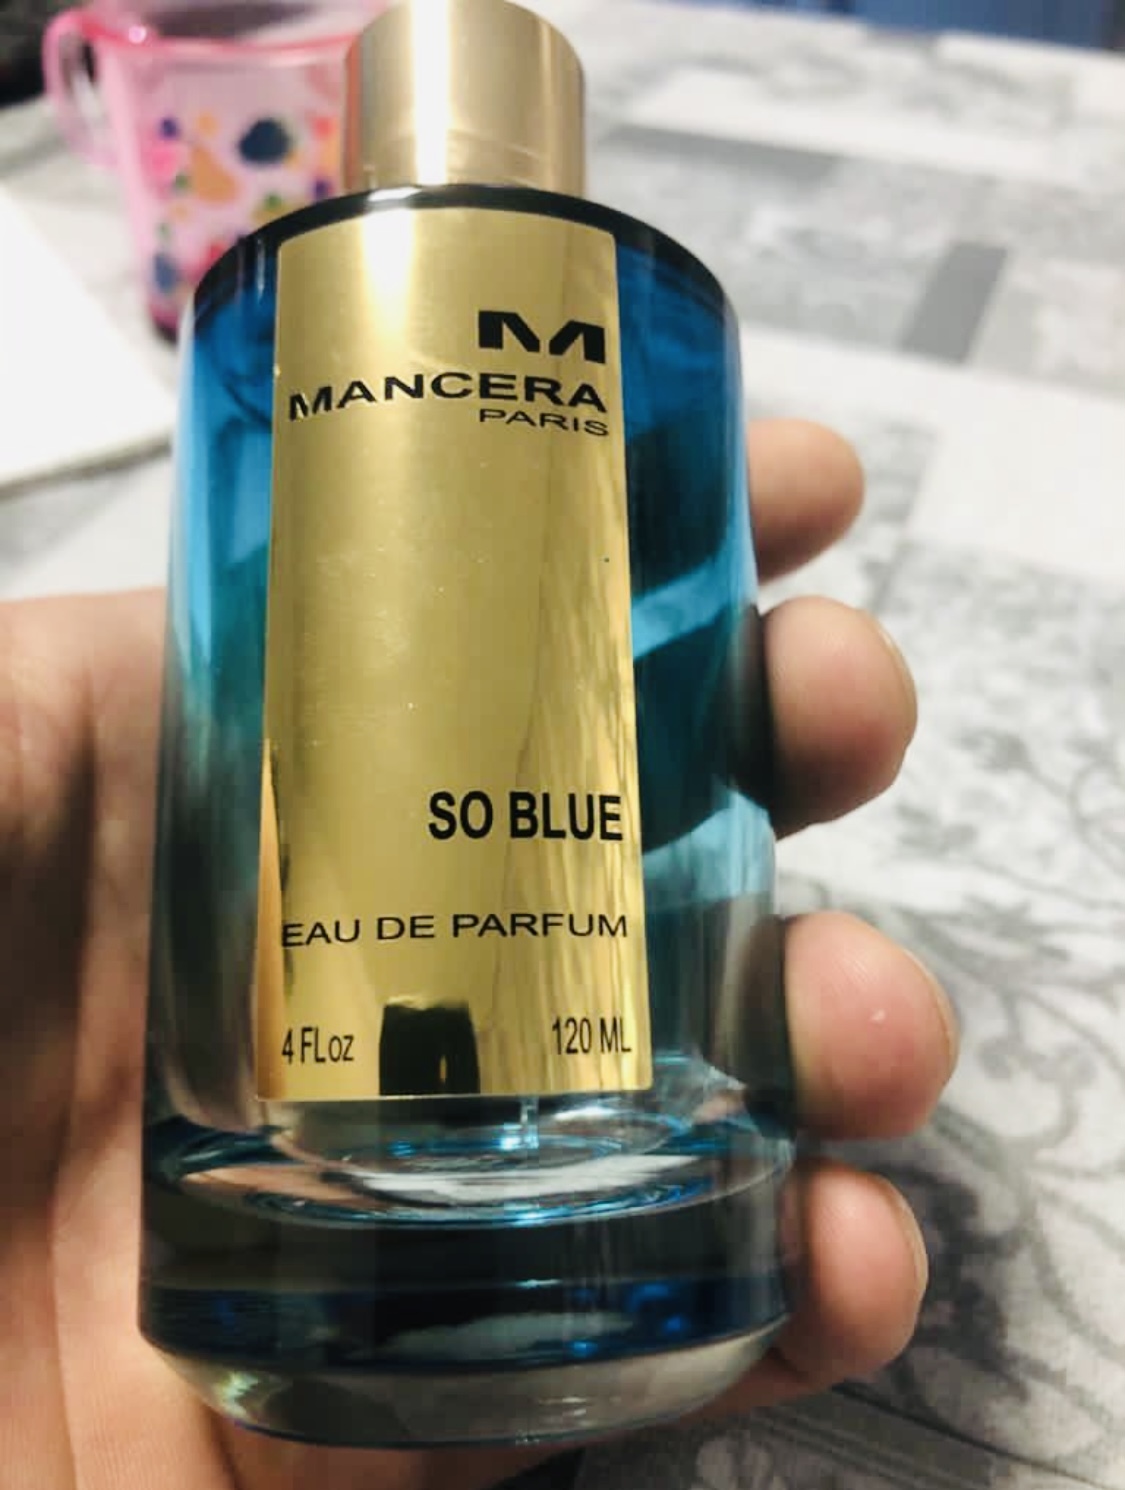 M
MANCERA
PARIS
SO BLUE
EAU DE PARFUM
4 FLoz 120 ML